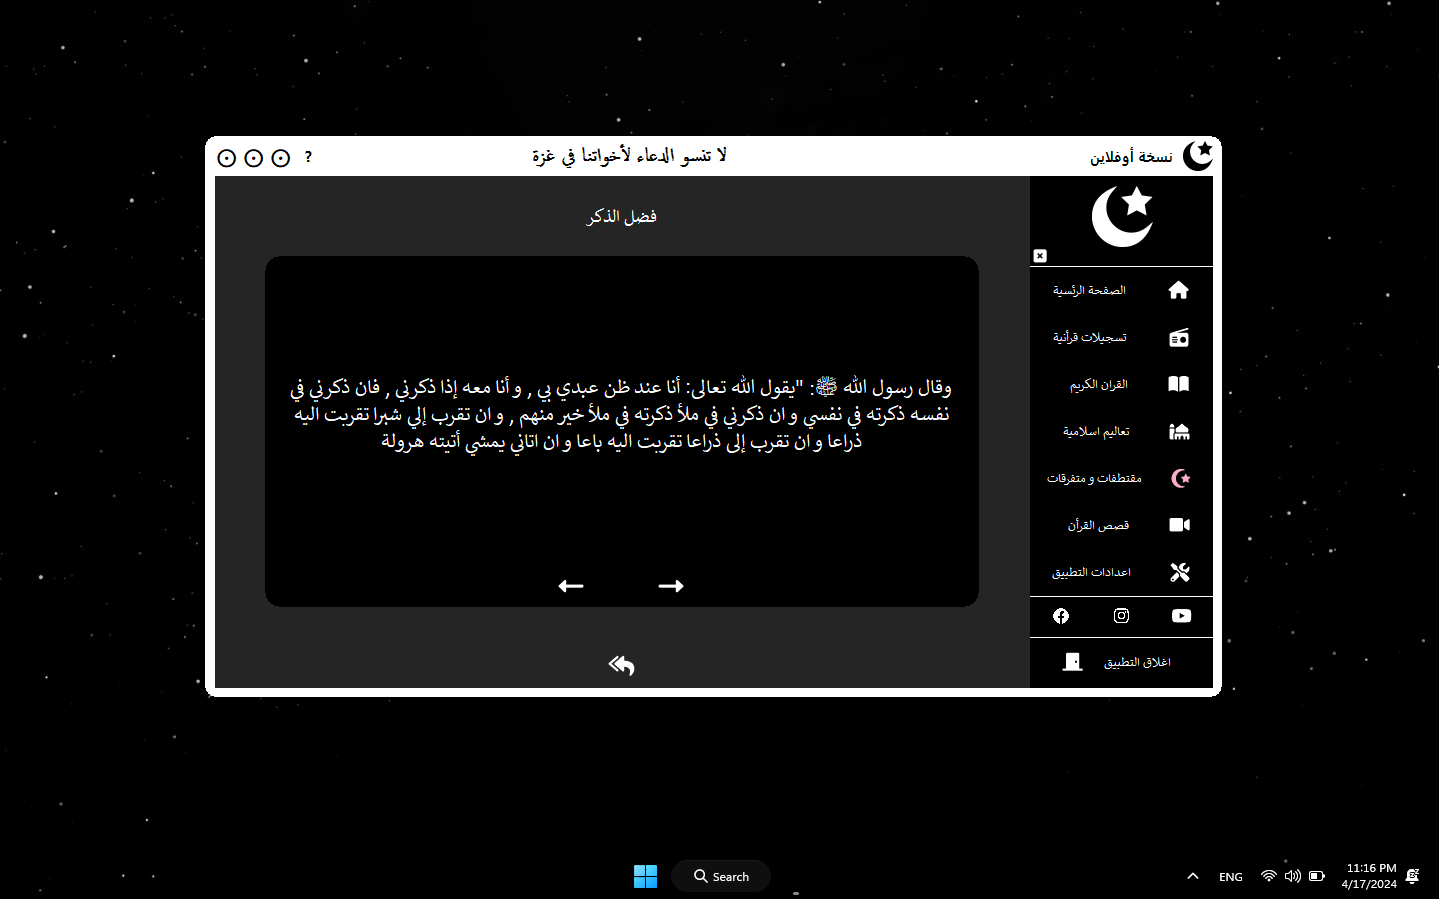 نسخة أوفلاين
لا تنسو الدعاء لأخواتنا في غزة
?
فضل الذكر
وقال رسول الله ﷺ: "يقول الله تعالى: أنا عند ظن عبدي بي , و أنا معه إذا ذكرني , فان ذكرني في
نفسه ذكرته في نفسي و ان ذكرني في ملأ ذكرته في ملأ خير منهم , و ان تقرب إلي شبرا تقربت اليه
ذراعا و ان تقرب إلى ذراعا تقربت اليه باعا و ان اتاني يمشي أتيته هرولة
الصفحة الرئسية
تسجيلات قرأنية
القران الكريم
تعاليم اسلامية
مقتطفات و متفرقات
قصص القرأن
اعدادات التطبيق
اغلاق التطبيق
Search
ENG
11:16 PM
4/17/2024